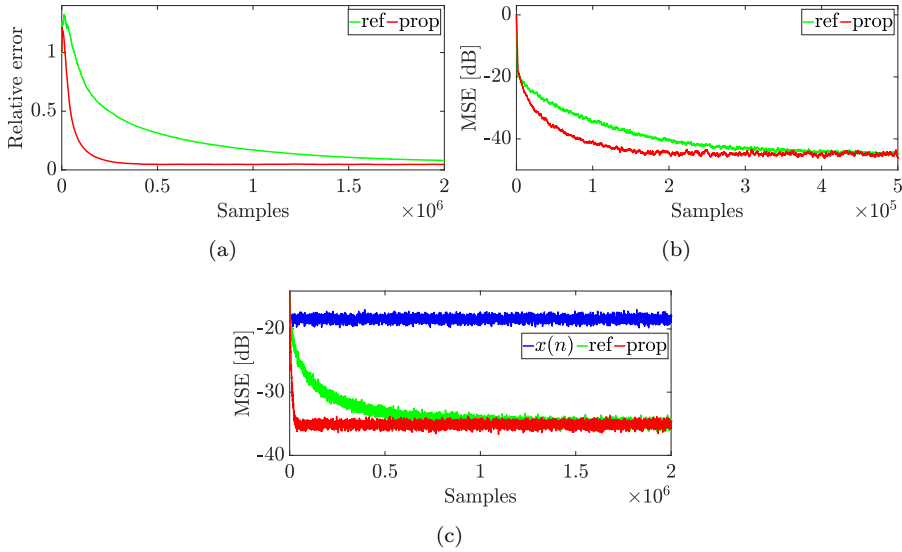 Relative error
1
0.5
0
0
0.5
1
1.5
2
Samples
×10^6
ref prop
(a)
MSE [dB]
0
-20
-40
0
1
2
3
4
5
Samples
×10^5
ref prop
(b)
MSE [dB]
-20
-30
-40
0
0.5
1
1.5
2
Samples
×10^6
x(n) ref prop
(c)